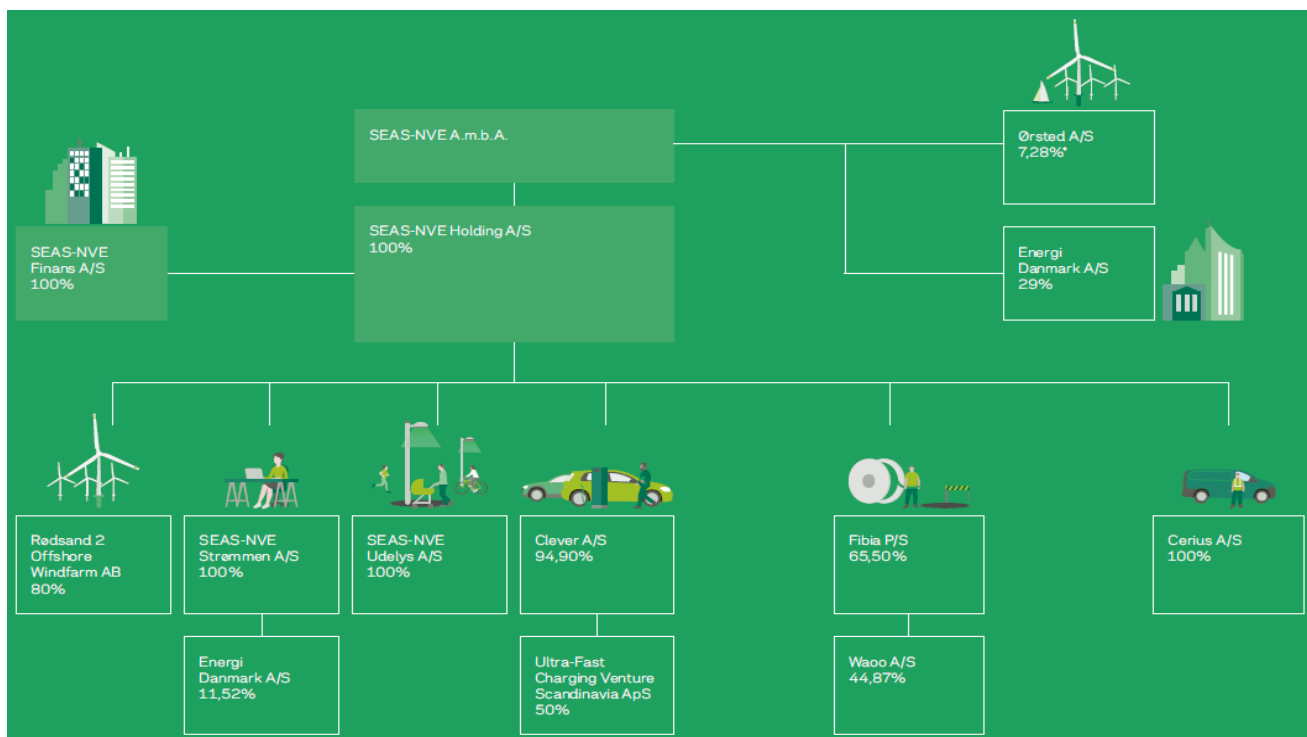 SEAS-NVE A.m.b.A.
Ørsted A/S
7,28%*
SEAS-NVE
Finans A/S
100%
SEAS-NVE Holding A/S
100%
Energi
Danmark A/S
29%
Rødsand 2
Offshore
Windfarm AB
80%
SEAS-NVE
Strømmen A/S
100%
SEAS-NVE
Udelys A/S
100%
Clever A/S
94,90%
Fibia P/S
65,50%
Cerius A/S
100%
Energi
Danmark A/S
11,52%
Ultra-Fast
Charging Venture
Scandinavia ApS
50%
Waoo A/S
44,87%